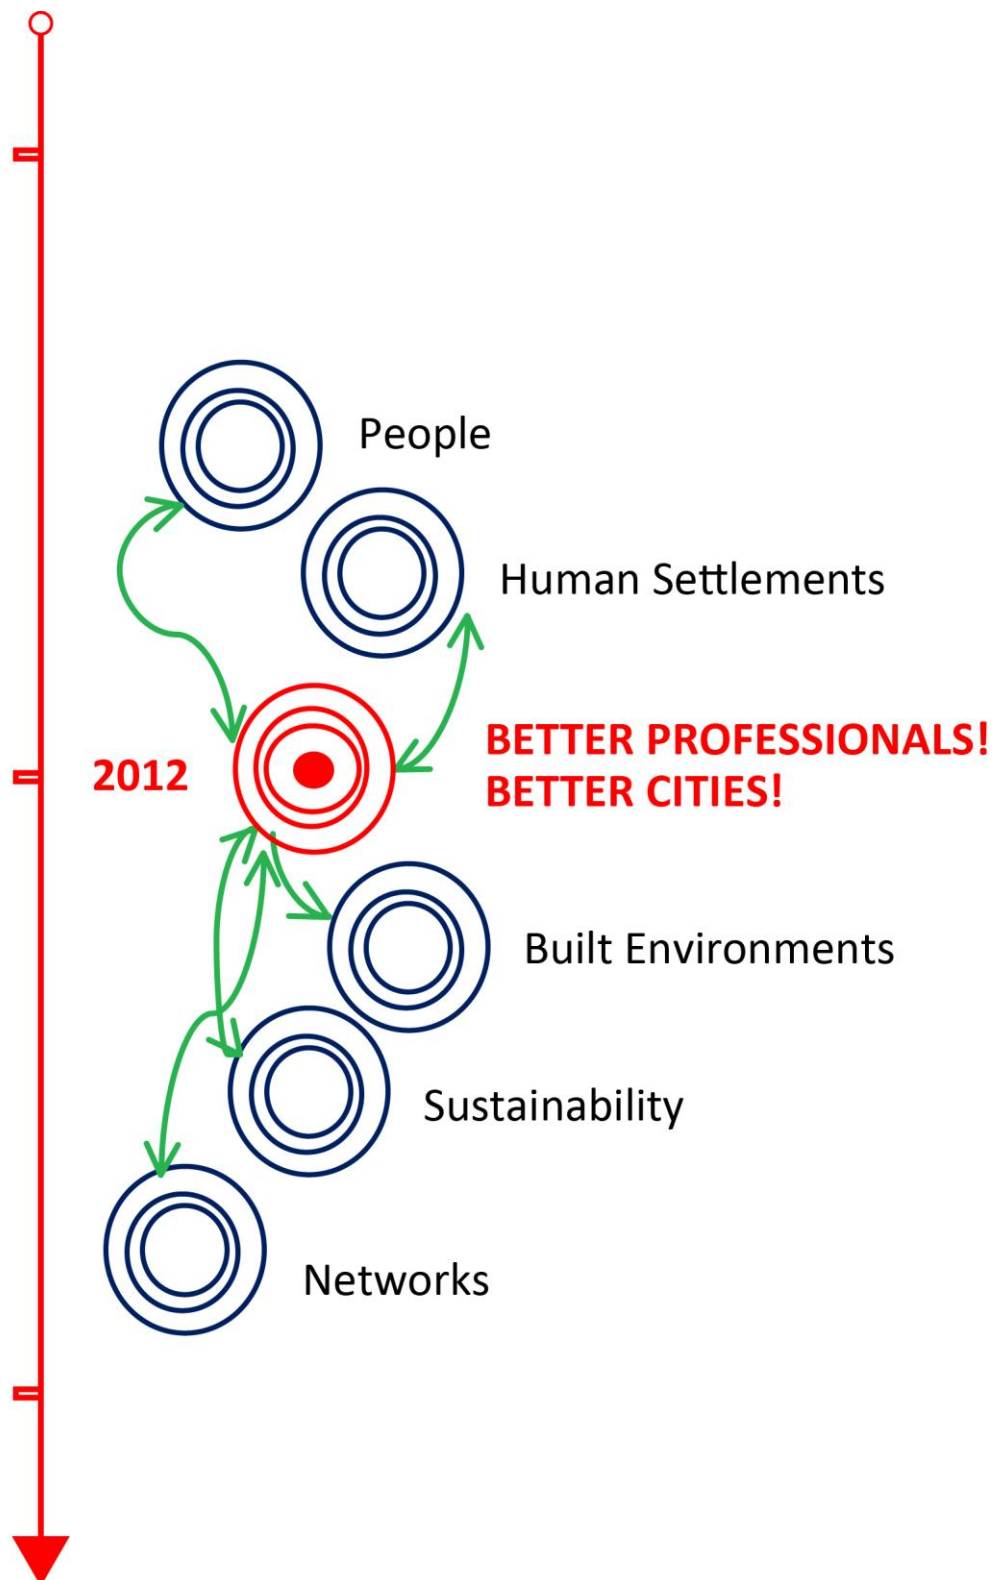 People
Human Settlements
2012
BETTER PROFESSIONALS!
BETTER CITIES!
Built Environments
Sustainability
Networks